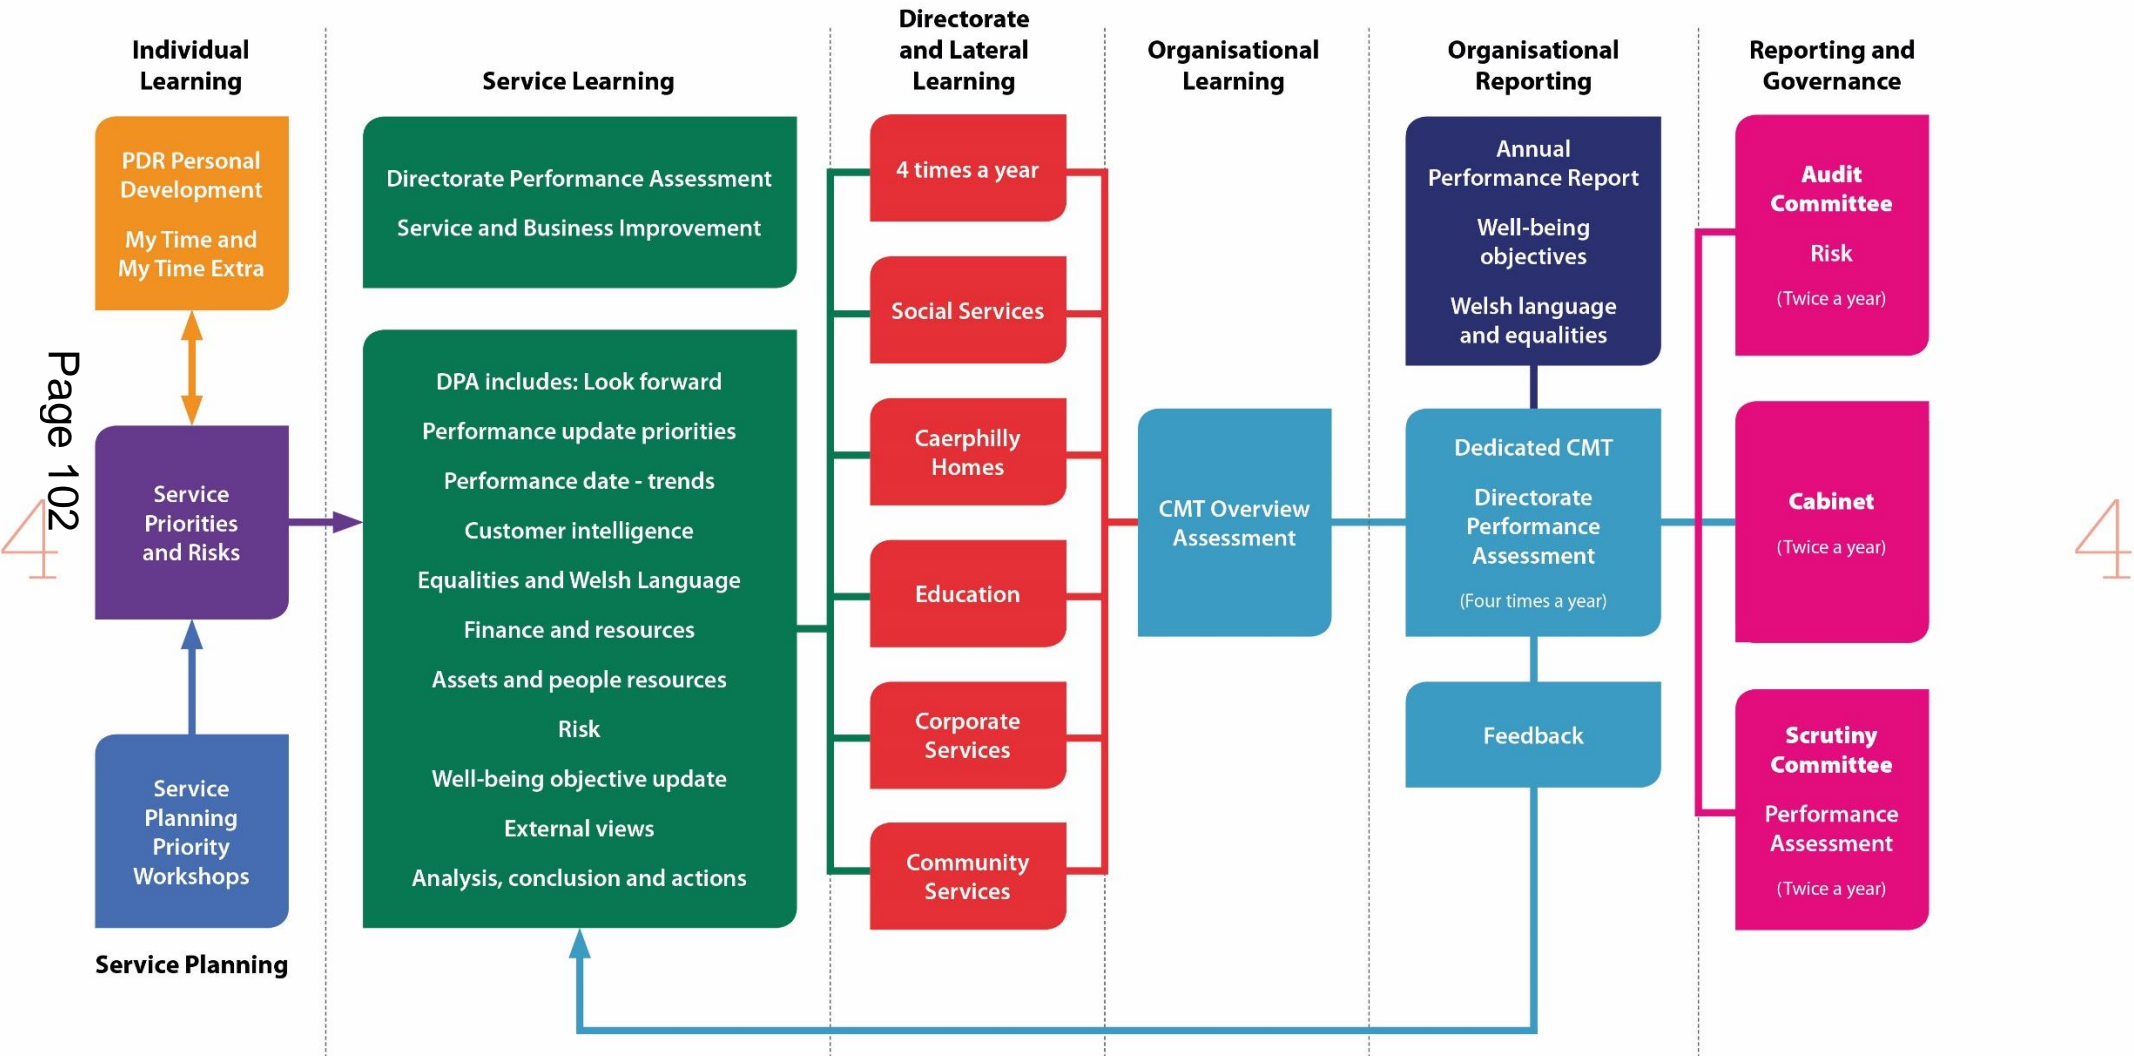 Individual
Learning
PDR Personal
Development
My Time and
My Time Extra
Service
Priorities
and Risks
Service
Planning
Priority
Workshops
Service Planning
Page 102
4
Service Learning
Directorate Performance Assessment
Service and Business Improvement
DPA includes: Look forward
Performance update priorities
Performance date - trends
Customer intelligence
Equalities and Welsh Language
Finance and resources
Assets and people resources
Risk
Well-being objective update
External views
Analysis, conclusion and actions
Directorate
and Lateral
Learning
4 times a year
Social Services
Caerphilly
Homes
Education
Corporate
Services
Community
Services
Organisational
Learning
CMT Overview
Assessment
Organisational
Reporting
Annual
Performance Report
Well-being
objectives
Welsh language
and equalities
Dedicated CMT
Directorate
Performance
Assessment
(Four times a year)
Feedback
Reporting and
Governance
Audit
Committee
Risk
(Twice a year)
Cabinet
(Twice a year)
Scrutiny
Committee
Performance
Assessment
(Twice a year)
4